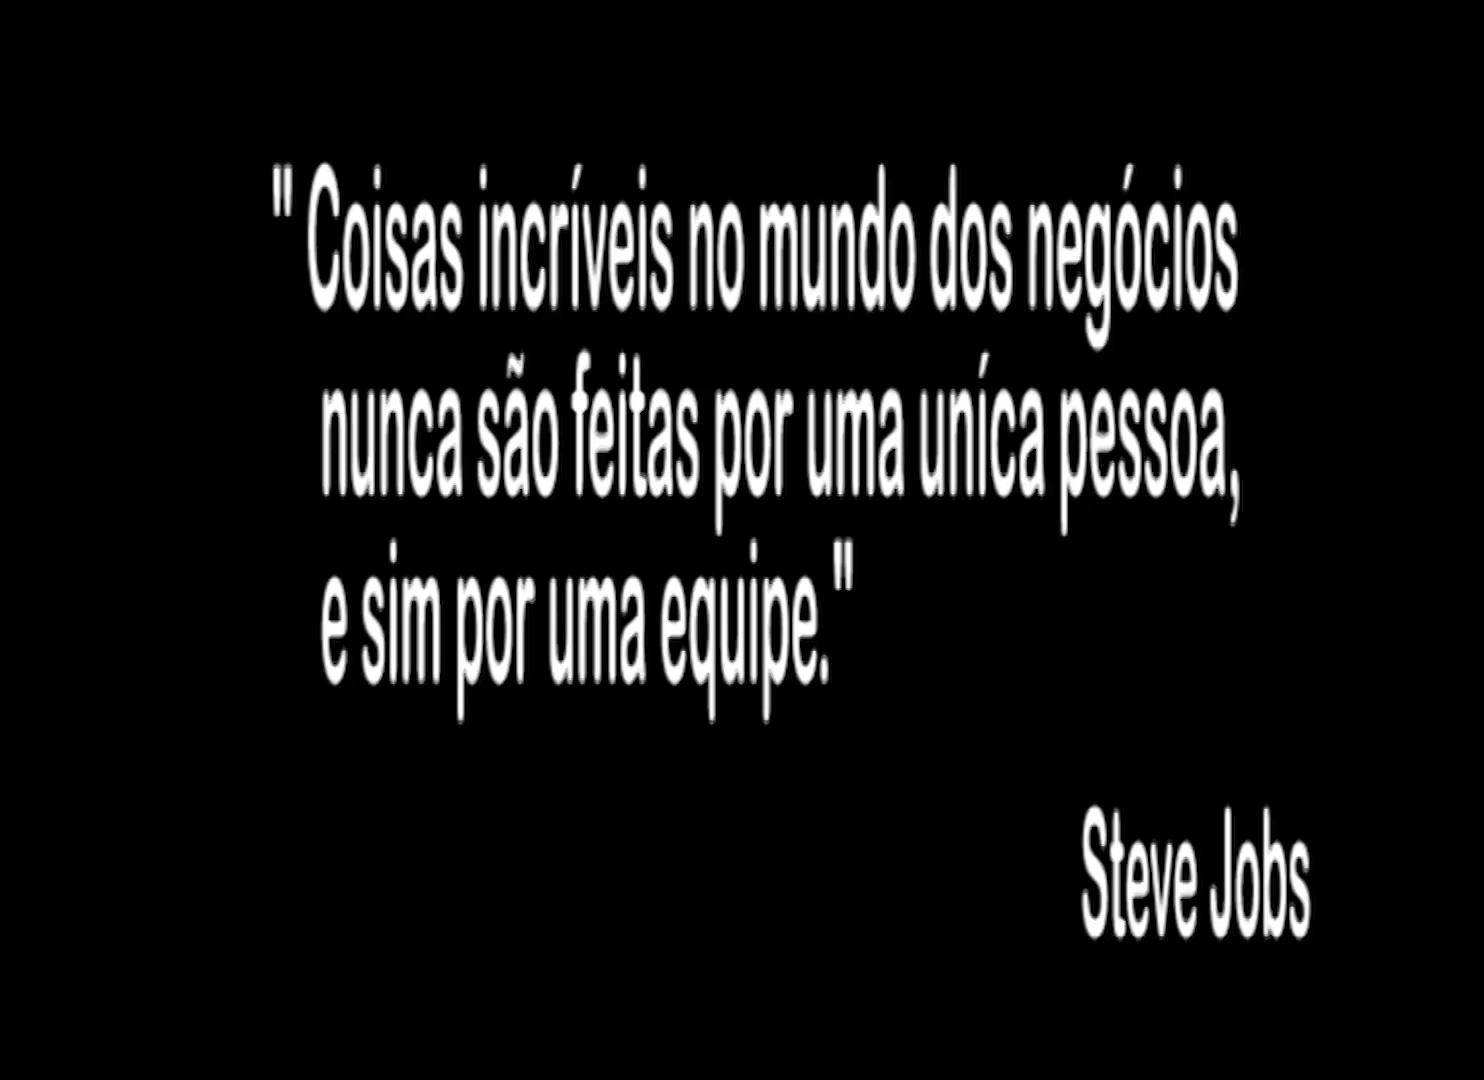 " Coisas incríveis no mundo dos negócios
nunca são feitas por uma uníca pessoa,
e sim por uma equipe."
Steve Jobs